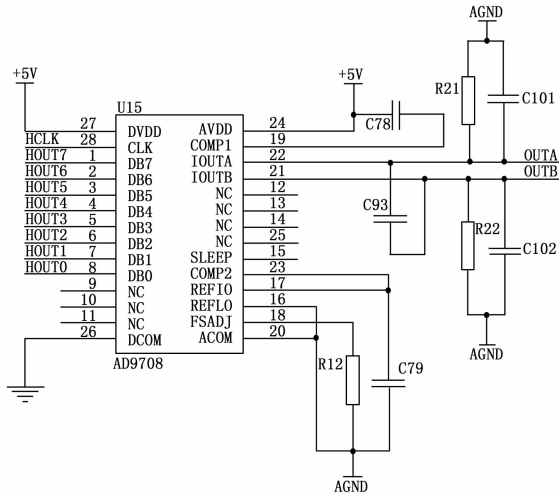 AGND
+5V
+5V
R21
C101
U15
27
DVDD
AVDD
24
C78
HCLK
28
CLK
COMP1
19
HOUT7
1
DB7
IOUTA
22
OUTA
HOUT6
2
DB6
IOUTB
21
OUTB
HOUT5
3
DB5
NC
12
HOUT4
4
DB4
NC
13
C93
HOUT3
5
DB3
NC
14
R22
HOUT2
6
DB2
NC
25
C102
HOUT1
7
DB1
SLEEP
15
HOUT0
8
DB0
COMP2
23
9
NC
REFIO
17
10
NC
REFLO
16
11
NC
FSADJ
18
26
DCOM
ACOM
20
AGND
AD9708
R12
C79
AGND